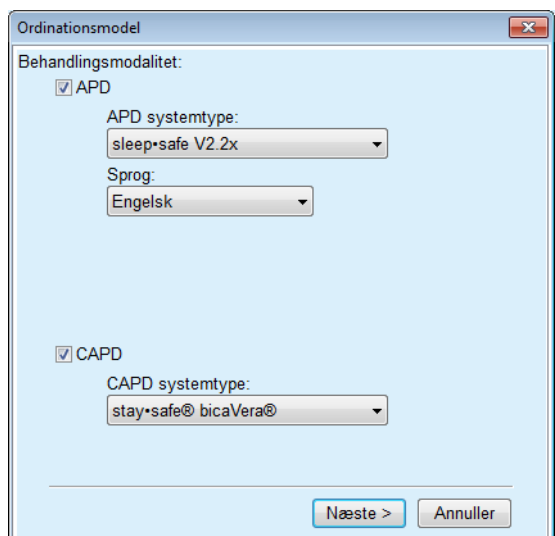 Ordinationsmodel
Behandlingsmodalitet:
APD
APD systemtype:
sleep•safe V2.2x
Sprog:
Engelsk
CAPD
CAPD systemtype:
stay•safe® bicaVera®
Næste > Annuller